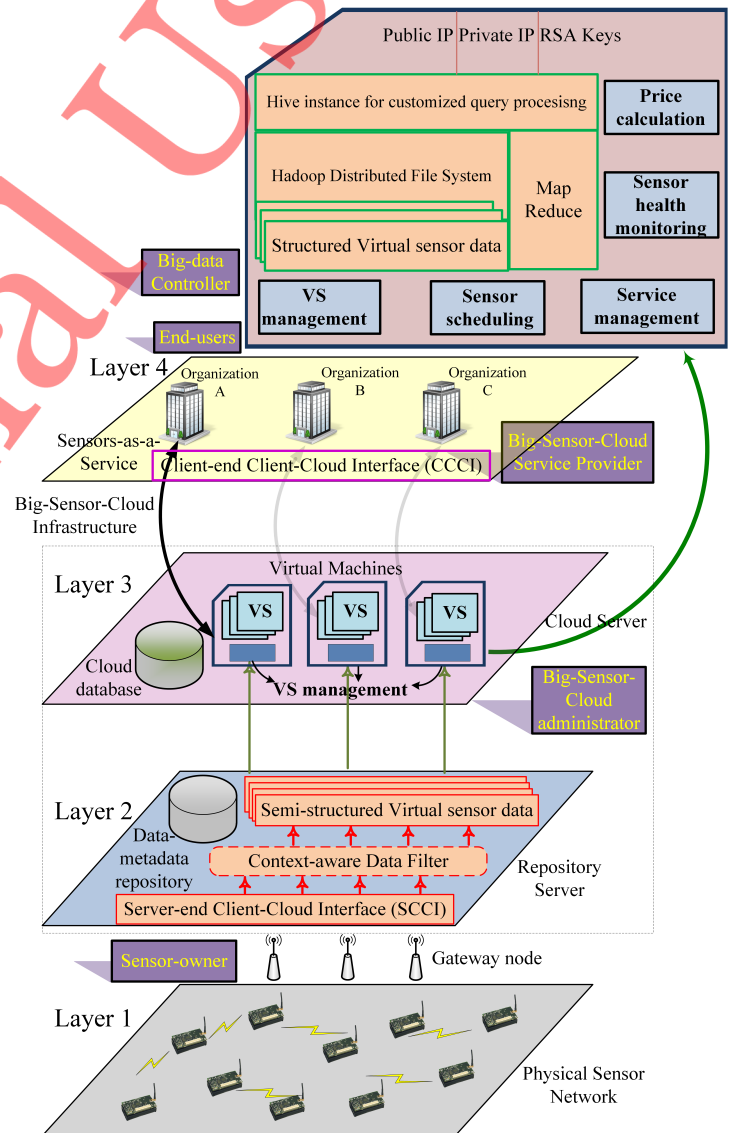 Public IP Private IP RSA Keys
Hive instance for customized query procesisng
Price
calculation
Hadoop Distributed File System
Map
Reduce
Sensor
health
monitoring
Structured Virtual sensor data
Big-data
Controller
VS
management
Sensor
scheduling
Service
management
End-users
Layer 4
Organization
A
Organization
B
Organization
C
Sensors-as-a-
Service
Client-end Client-Cloud Interface (CCCI)
Big-Sensor-Cloud
Service Provider
Big-Sensor-Cloud
Infrastructure
Layer 3
Virtual Machines
VS
VS
VS
Cloud Server
Cloud
database
VS management
Big-Sensor-
Cloud
administrator
Layer 2
Semi-structured Virtual sensor data
Data-
metadata
repository
Context-aware Data Filter
Repository
Server
Server-end Client-Cloud Interface (SCCI)
Sensor-owner
Gateway node
Layer 1
Physical Sensor
Network